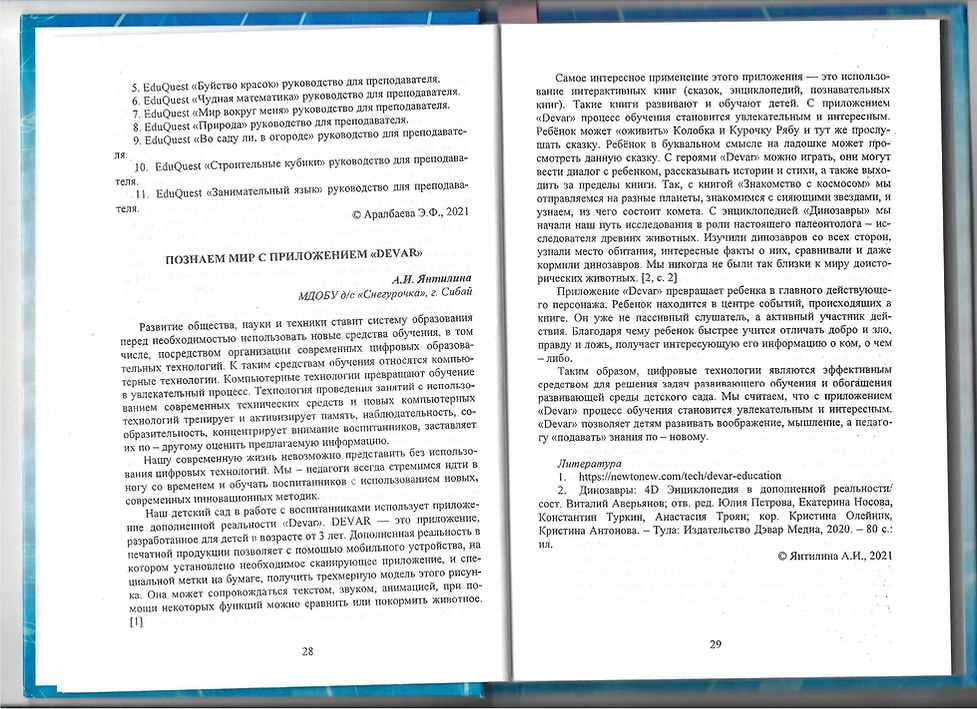 5. EduQuest «Буйство красок» руководство для преподавателя.
6. EduQuest «Чудная математика» руководство для преподавателя.
7. EduQuest «Мир вокруг меня» руководство для преподавателя.
8. EduQuest «Природа» руководство для преподавателя.
9. EduQuest «Во саду ли, в огороде» руководство для преподавате-
ля.
10. EduQuest «Строительные кубики» руководство для преподава-
теля.
11. EduQuest «Занимательный язык» руководство для преподава-
теля.
© Аралбаева Э.Ф., 2021
ПОЗНАЕМ МИР С ПРИЛОЖЕНИЕМ «DEVAR»
А.И. Янтилина
МДОБУ д/с «Снегурочка», г. Сибай
Развитие общества, науки и техники ставит систему образования
перед необходимостью использовать новые средства обучения, в том
числе, посредством организации современных цифровых образова-
тельных технологий. К таким средствам обучения относятся компью-
терные технологии. Компьютерные технологии превращают обучение
в увлекательный процесс. Технология проведения занятий с использо-
ванием современных технических средств и новых компьютерных
технологий тренирует и активизирует память, наблюдательность, со-
образительность, концентрирует внимание воспитанников, заставляет
их по – другому оценить предлагаемую информацию.
Нашу современную жизнь невозможно представить без использо-
вания цифровых технологий. Мы – педагоги всегда стремимся идти в
ногу со временем и обучать воспитанников с использованием новых,
современных инновационных методик.
Наш детский сад в работе с воспитанниками использует приложе-
ние дополненной реальности «Devar». DEVAR — это приложение,
разработанное для детей в возрасте от 3 лет. Дополненная реальность в
печатной продукции позволяет с помощью мобильного устройства, на
котором установлено необходимое сканирующее приложение, и спе-
циальной метки на бумаге, получить трехмерную модель этого рисун-
ка. Она может сопровождаться текстом, звуком, анимацией, при по-
мощи некоторых функций можно сравнить или покормить животное.
[1]
28
Самое интересное применение этого приложения — это использо-
вание интерактивных книг (сказок, энциклопедий, познавательных
книг). Такие книги развивают и обучают детей. С приложением
«Devar» процесс обучения становится увлекательным и интересным.
Ребёнок может «оживить» Колобка и Курочку Рябу и тут же прослу-
шать сказку. Ребёнок в буквальном смысле на ладошке может про-
смотреть данную сказку. С героями «Devar» можно играть, они могут
вести диалог с ребенком, рассказывать истории и стихи, а также выхо-
дить за пределы книги. Так, с книгой «Знакомство с космосом» мы
отправляемся на разные планеты, знакомимся с сияющими звездами, и
узнаем, из чего состоит комета. С энциклопедией «Динозавры» мы
начали наш путь исследования в роли настоящего палеонтолога – ис-
следователя древних животных. Изучили динозавров со всех сторон,
узнали место обитания, интересные факты о них, сравнивали и даже
кормили динозавров. Мы никогда не были так близки к миру доисто-
рических животных. [2, с. 2]
Приложение «Devar» превращает ребенка в главного действующе-
го персонажа. Ребенок находится в центре событий, происходящих в
книге. Он уже не пассивный слушатель, а активный участник дей-
ствия. Благодаря чему ребенок быстрее учится отличать добро и зло,
правду и ложь, получает интересующую его информацию о ком, о чем
– либо.
Таким образом, цифровые технологии являются эффективным
средством для решения задач развивающего обучения и обогащения
развивающей среды детского сада. Мы считаем, что с приложением
«Devar» процесс обучения становится увлекательным и интересным.
«Devar» позволяет детям развивать воображение, мышление, а педаго-
гу «подавать» знания по – новому.
Литература
1. https://newtonew.com/tech/devar-education
2. Динозавры: 4D Энциклопедия в дополненной реальности/
сост. Виталий Аверьянов; отв. ред. Юлия Петрова, Екатерина Носова,
Константин Туркин, Анастасия Троян; кор. Кристина Олейник,
Кристина Антонова. – Тула: Издательство Дэвар Медиа, 2020. – 80 с.:
ил.
© Янтилина А.И., 2021
29